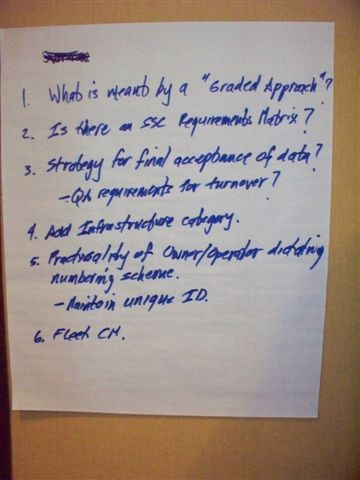 1. What is meant by a "Graded Approach"?
2. Is there an SSC Requirements Matrix?
3. Strategy for final acceptance of data?
- QA requirements for turnover?
4. Add Infrastructure category.
5. Practicality of Owner/Operator dictating
numbering scheme.
- Maintain unique ID.
6. Fleet CM.